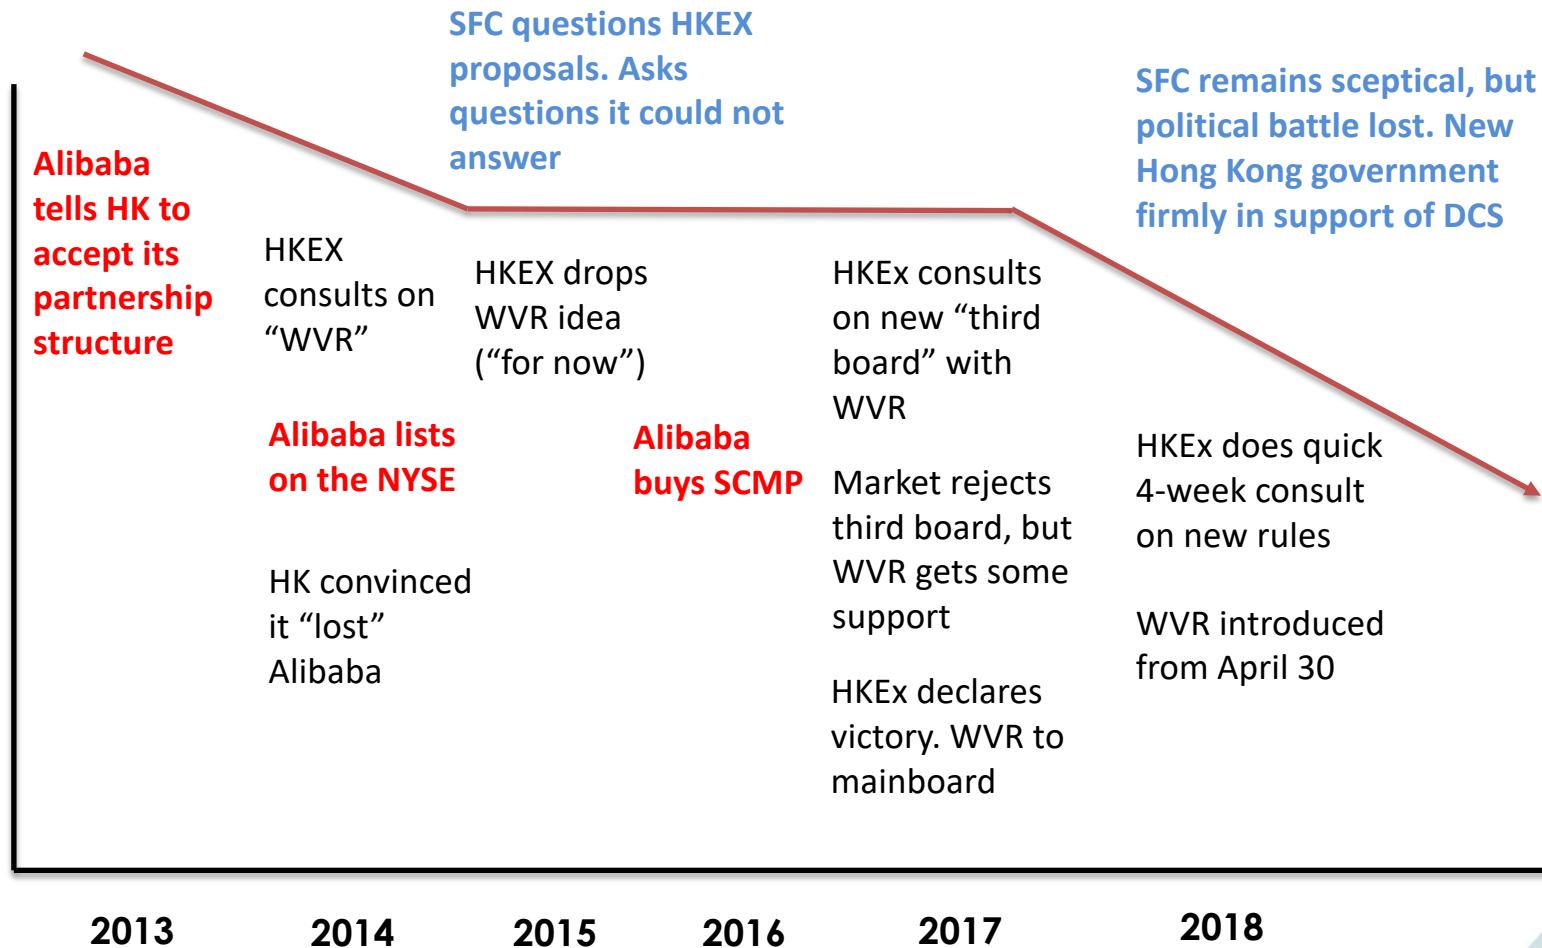 SFC questions HKEX
proposals. Asks
questions it could not
answer
SFC remains sceptical, but
political battle lost. New
Hong Kong government
firmly in support of DCS
Alibaba
tells HK to
accept its
partnership
structure
HKEX
consults on
“WVR”
Alibaba lists
on the NYSE
HK convinced
it “lost”
Alibaba
HKEX drops
WVR idea
(“for now”)
Alibaba
buys SCMP
HKEx consults
on new “third
board” with
WVR
Market rejects
third board, but
WVR gets some
support
HKEx declares
victory. WVR to
mainboard
HKEx does quick
4-week consult
on new rules
WVR introduced
from April 30
2013
2014
2015
2016
2017
2018